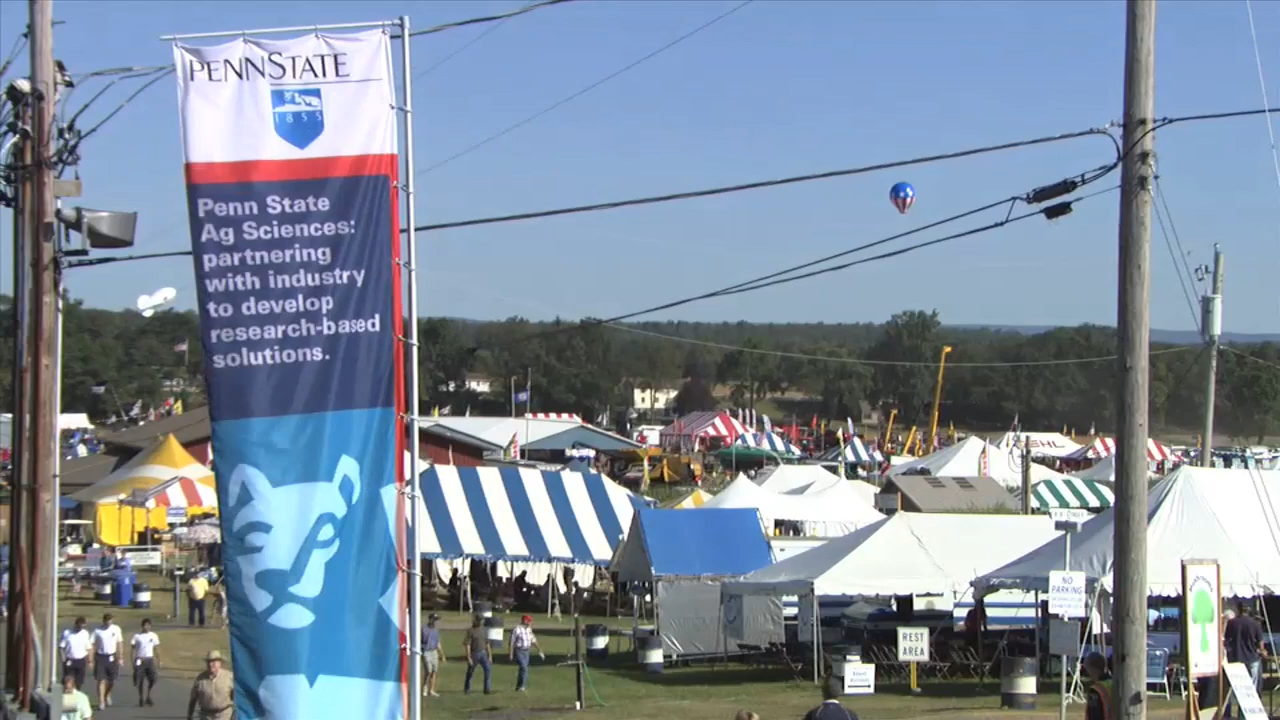 PENNSTATE
1855
Penn State
Ag Sciences:
partnering
with industry
to develop
research-based
solutions.
NO
PARKING
REST
AREA